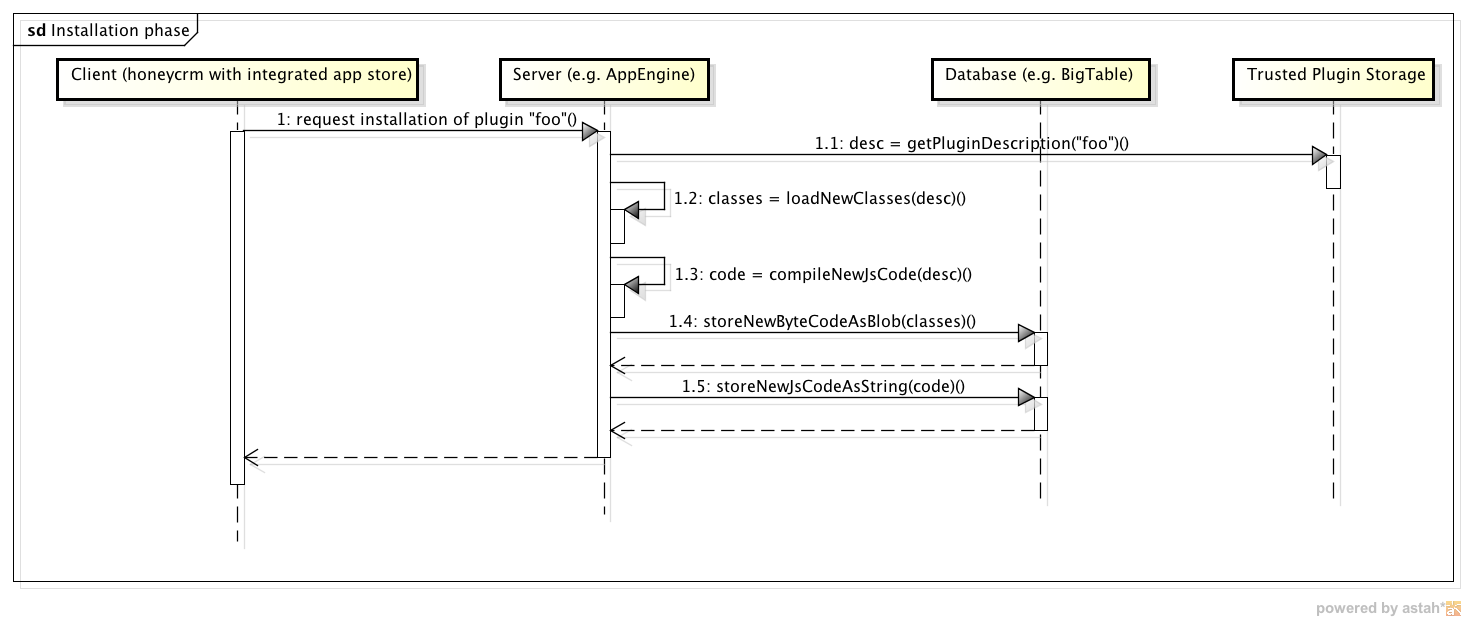 sd Installation phase
Client (honeycrm with integrated app store)
Server (e.g. AppEngine)
Database (e.g. BigTable)
Trusted Plugin Storage
1: request installation of plugin "foo"()
1.1: desc = getPluginDescription("foo")()
1.2: classes = loadNewClasses(desc)()
1.3: code = compileNewJsCode(desc)()
1.4: storeNewByteCodeAsBlob(classes)()
1.5: storeNewJsCodeAsString(code)()
powered by astah*